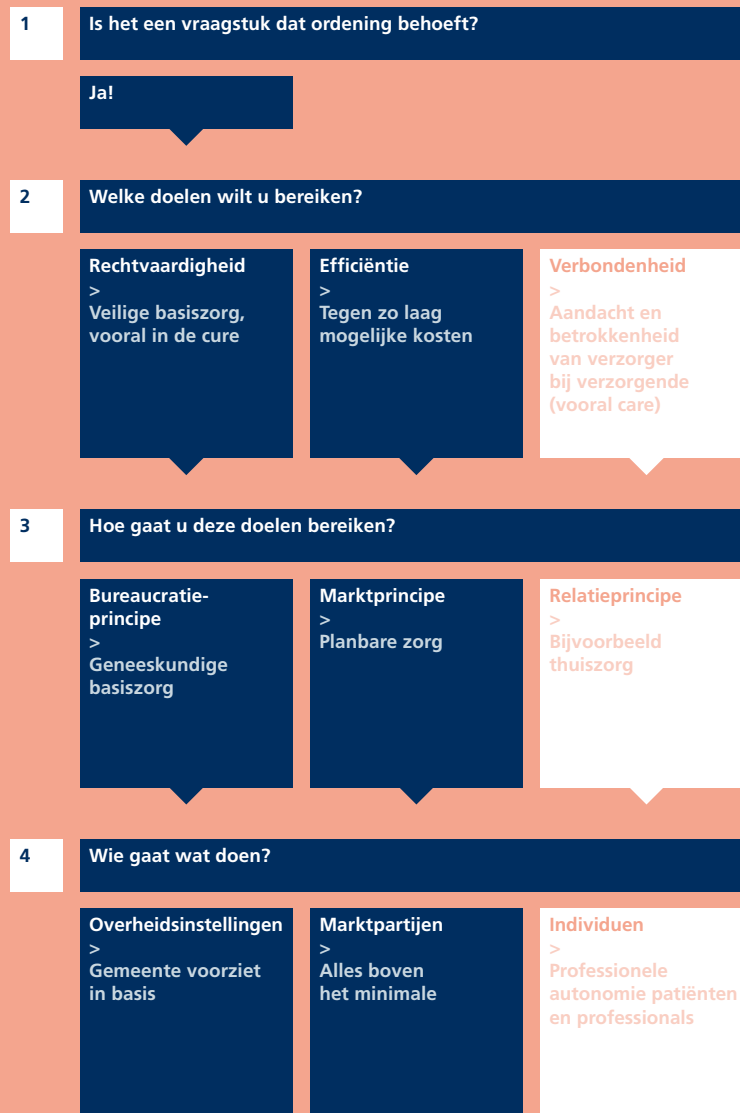 1
Is het een vraagstuk dat ordening behoeft?
Ja!
2
Welke doelen wilt u bereiken?
Rechtvaardigheid
>
Veilige basiszorg,
vooral in de cure
Efficiëntie
>
Tegen zo laag
mogelijke kosten
Verbondenheid
>
Aandacht en
betrokkenheid
van verzorger
bij verzorgende
(vooral care)
3
Hoe gaat u deze doelen bereiken?
Bureaucratie-
principe
>
Geneeskundige
basiszorg
Marktprincipe
>
Planbare zorg
Relatieprincipe
>
Bijvoorbeeld
thuiszorg
4
Wie gaat wat doen?
Overheidsinstellingen
>
Gemeente voorziet
in basis
Marktpartijen
>
Alles boven
het minimale
Individuen
>
Professionele
autonomie patiënten
en professionals